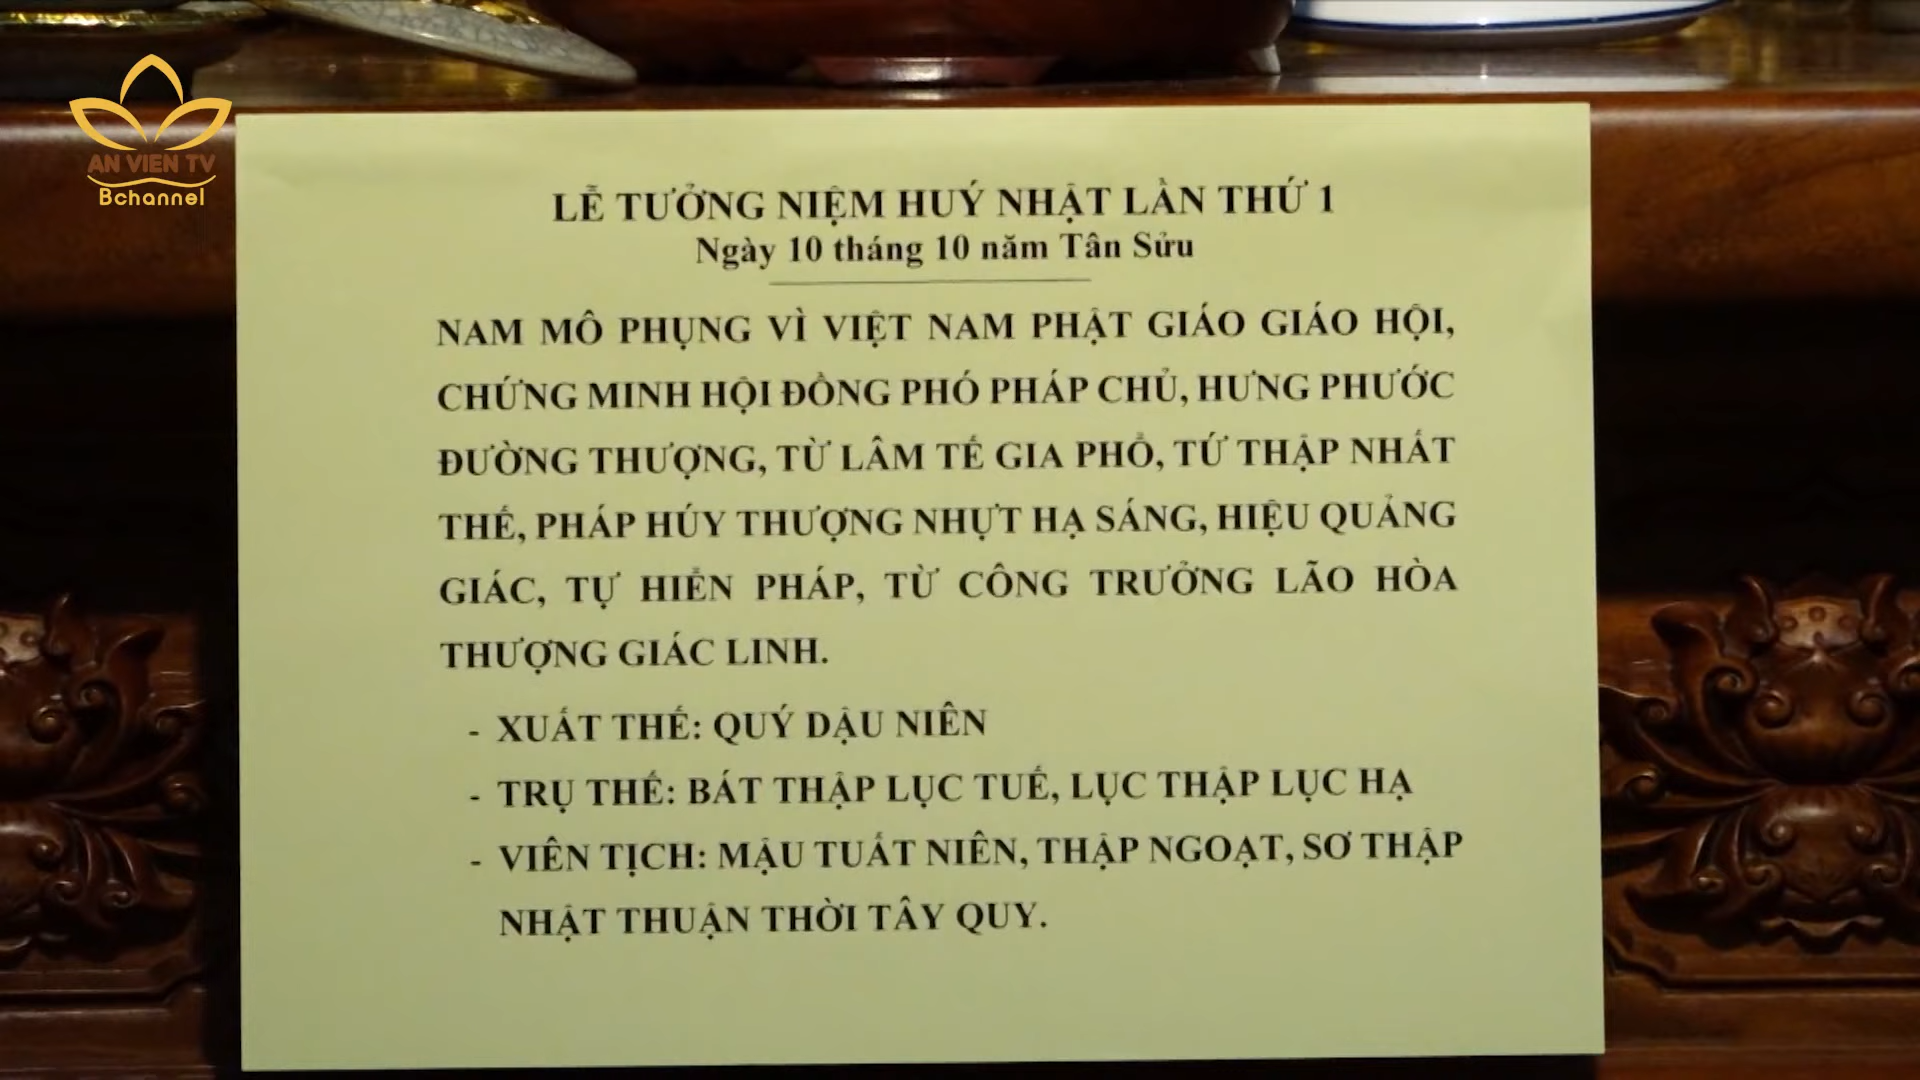 AN VIEN TV
Bchannel
LỄ TƯỞNG NIỆM HUÝ NHẬT LẦN THỨ 1
Ngày 10 tháng 10 năm Tân Sửu
NAM MÔ PHỤNG VÌ VIỆT NAM PHẬT GIÁO GIÁO HỘI,
CHỨNG MINH HỘI ĐỒNG PHÓ PHÁP CHỦ, HƯNG PHƯỚC
ĐƯỜNG THƯỢNG, TỪ LÂM TẾ GIA PHỔ, TỨ THẬP NHẤT
THẾ, PHÁP HÚY THƯỢNG NHỰT HẠ SÁNG, HIỆU QUẢNG
GIÁC, TỰ HIỄN PHÁP, TỪ CÔNG TRƯỞNG LÃO HÒA
THƯỢNG GIÁC LINH.
- XUẤT THẾ: QUÝ DẬU NIÊN
- TRỤ THẾ: BÁT THẬP LỤC TUẾ, LỤC THẬP LỤC HẠ
- VIÊN TỊCH: MẬU TUẤT NIÊN, THẬP NGOẠT, SƠ THẬP
NHẬT THUẬN THỜI TÂY QUY.